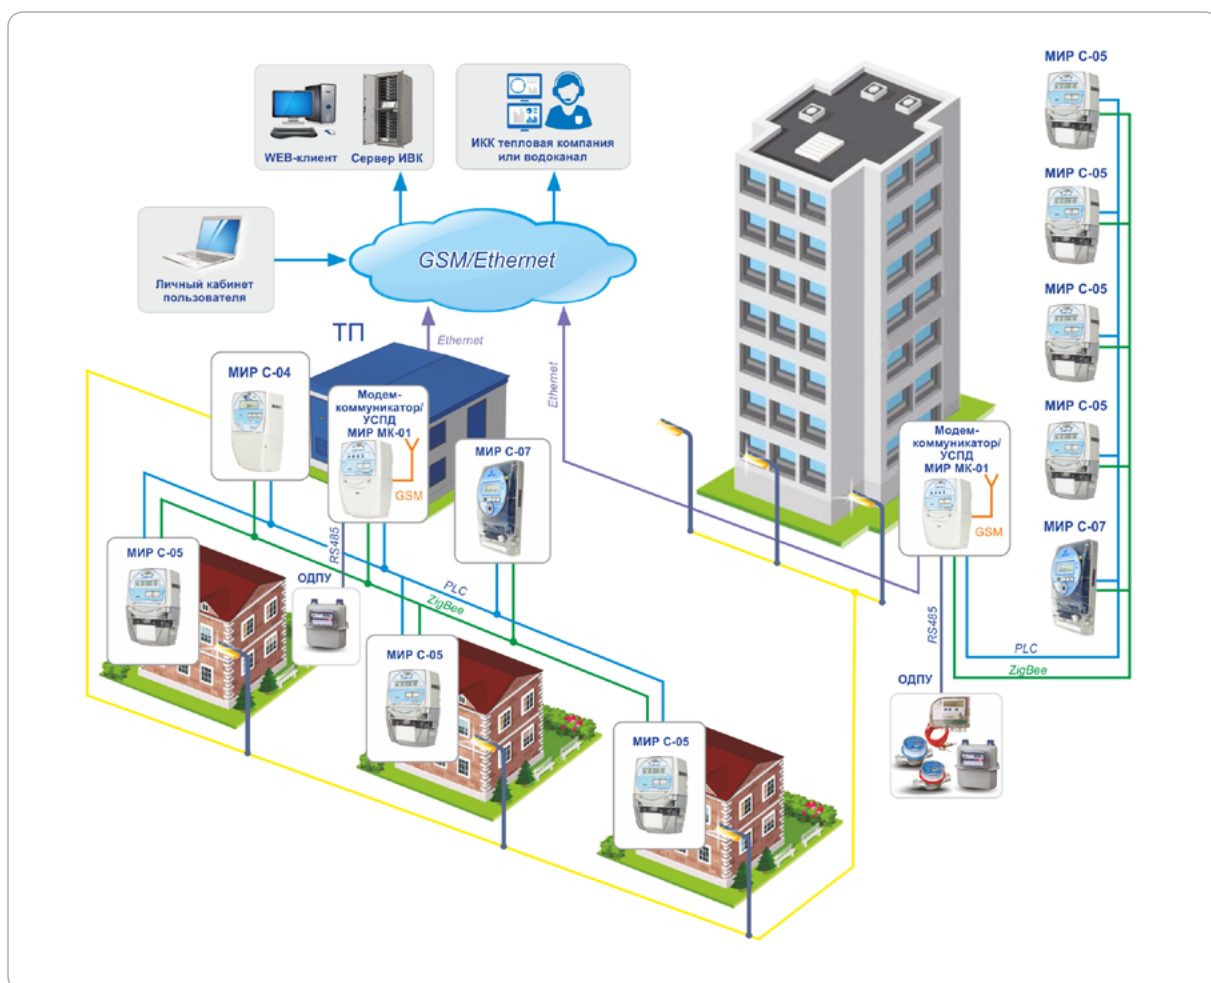 WEB-клиент
Сервер ИВК
ИКК тепловая компания
или водоканал
Личный кабинет
пользователя
GSM/Ethernet
Ethernet
Ethernet
ТП
МИР С-04
Модем-
коммуникатор/
УСПД
МИР МК-01
GSM
МИР С-07
RS485
МИР С-05
ОДПУ
PLC
ZigBee
МИР С-05
МИР С-05
МИР С-05
МИР С-05
МИР С-05
МИР С-05
МИР С-07
Модем-
коммуникатор/
УСПД
МИР МК-01
GSM
RS485
PLC
ZigBee
ОДПУ